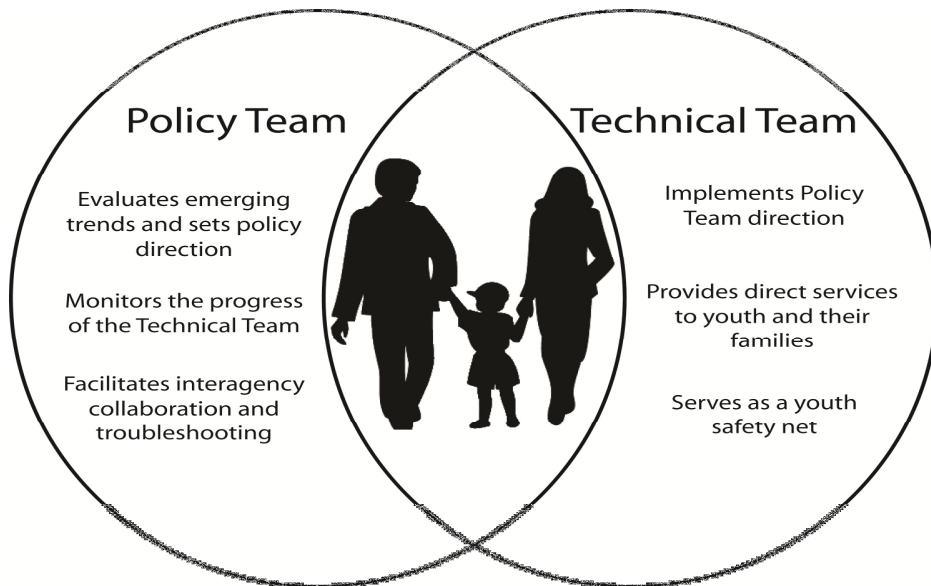 Policy Team
Evaluates emerging
trends and sets policy
direction
Monitors the progress
of the Technical Team
Facilitates interagency
collaboration and
troubleshooting
Technical Team
Implements Policy
Team direction
Provides direct services
to youth and their
families
Serves as a youth
safety net